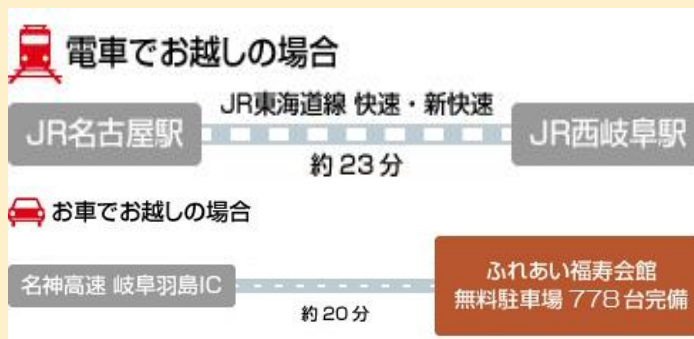 電車でお越しの場合
JR東海道線 快速・新快速
JR名古屋駅
JR西岐阜駅
約23分
お車でお越しの場合
名神高速 岐阜羽島IC
約20分
ふれあい福寿会館
無料駐車場 778台完備